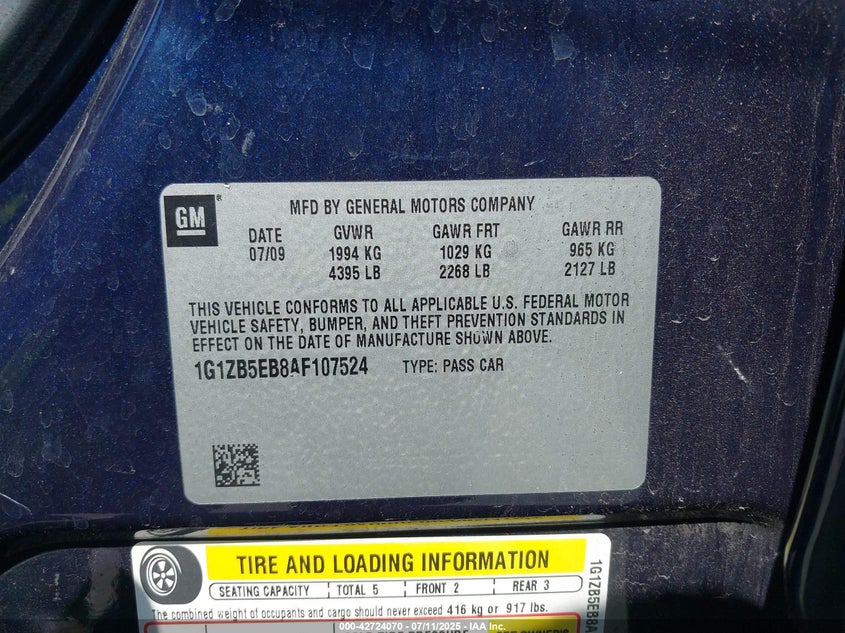 GM
MFD BY GENERAL MOTORS COMPANY
DATE GVWR GAWR FRT GAWR RR
07/09 1994 KG 1029 KG 965 KG
4395 LB 2268 LB 2127 LB
THIS VEHICLE CONFORMS TO ALL APPLICABLE U.S. FEDERAL MOTOR
VEHICLE SAFETY, BUMPER, AND THEFT PREVENTION STANDARDS IN
EFFECT ON THE DATE OF MANUFACTURE SHOWN ABOVE.
1G1ZB5EB8AF107524 TYPE: PASS CAR
TIRE AND LOADING INFORMATION
SEATING CAPACITY TOTAL 5 FRONT 2 REAR 3
The combined weight of occupants and cargo should never exceed 416 kg or 917 lbs.
1G1ZB5EB8A
000-42724070 - 07/11/2025 - IAA Inc.